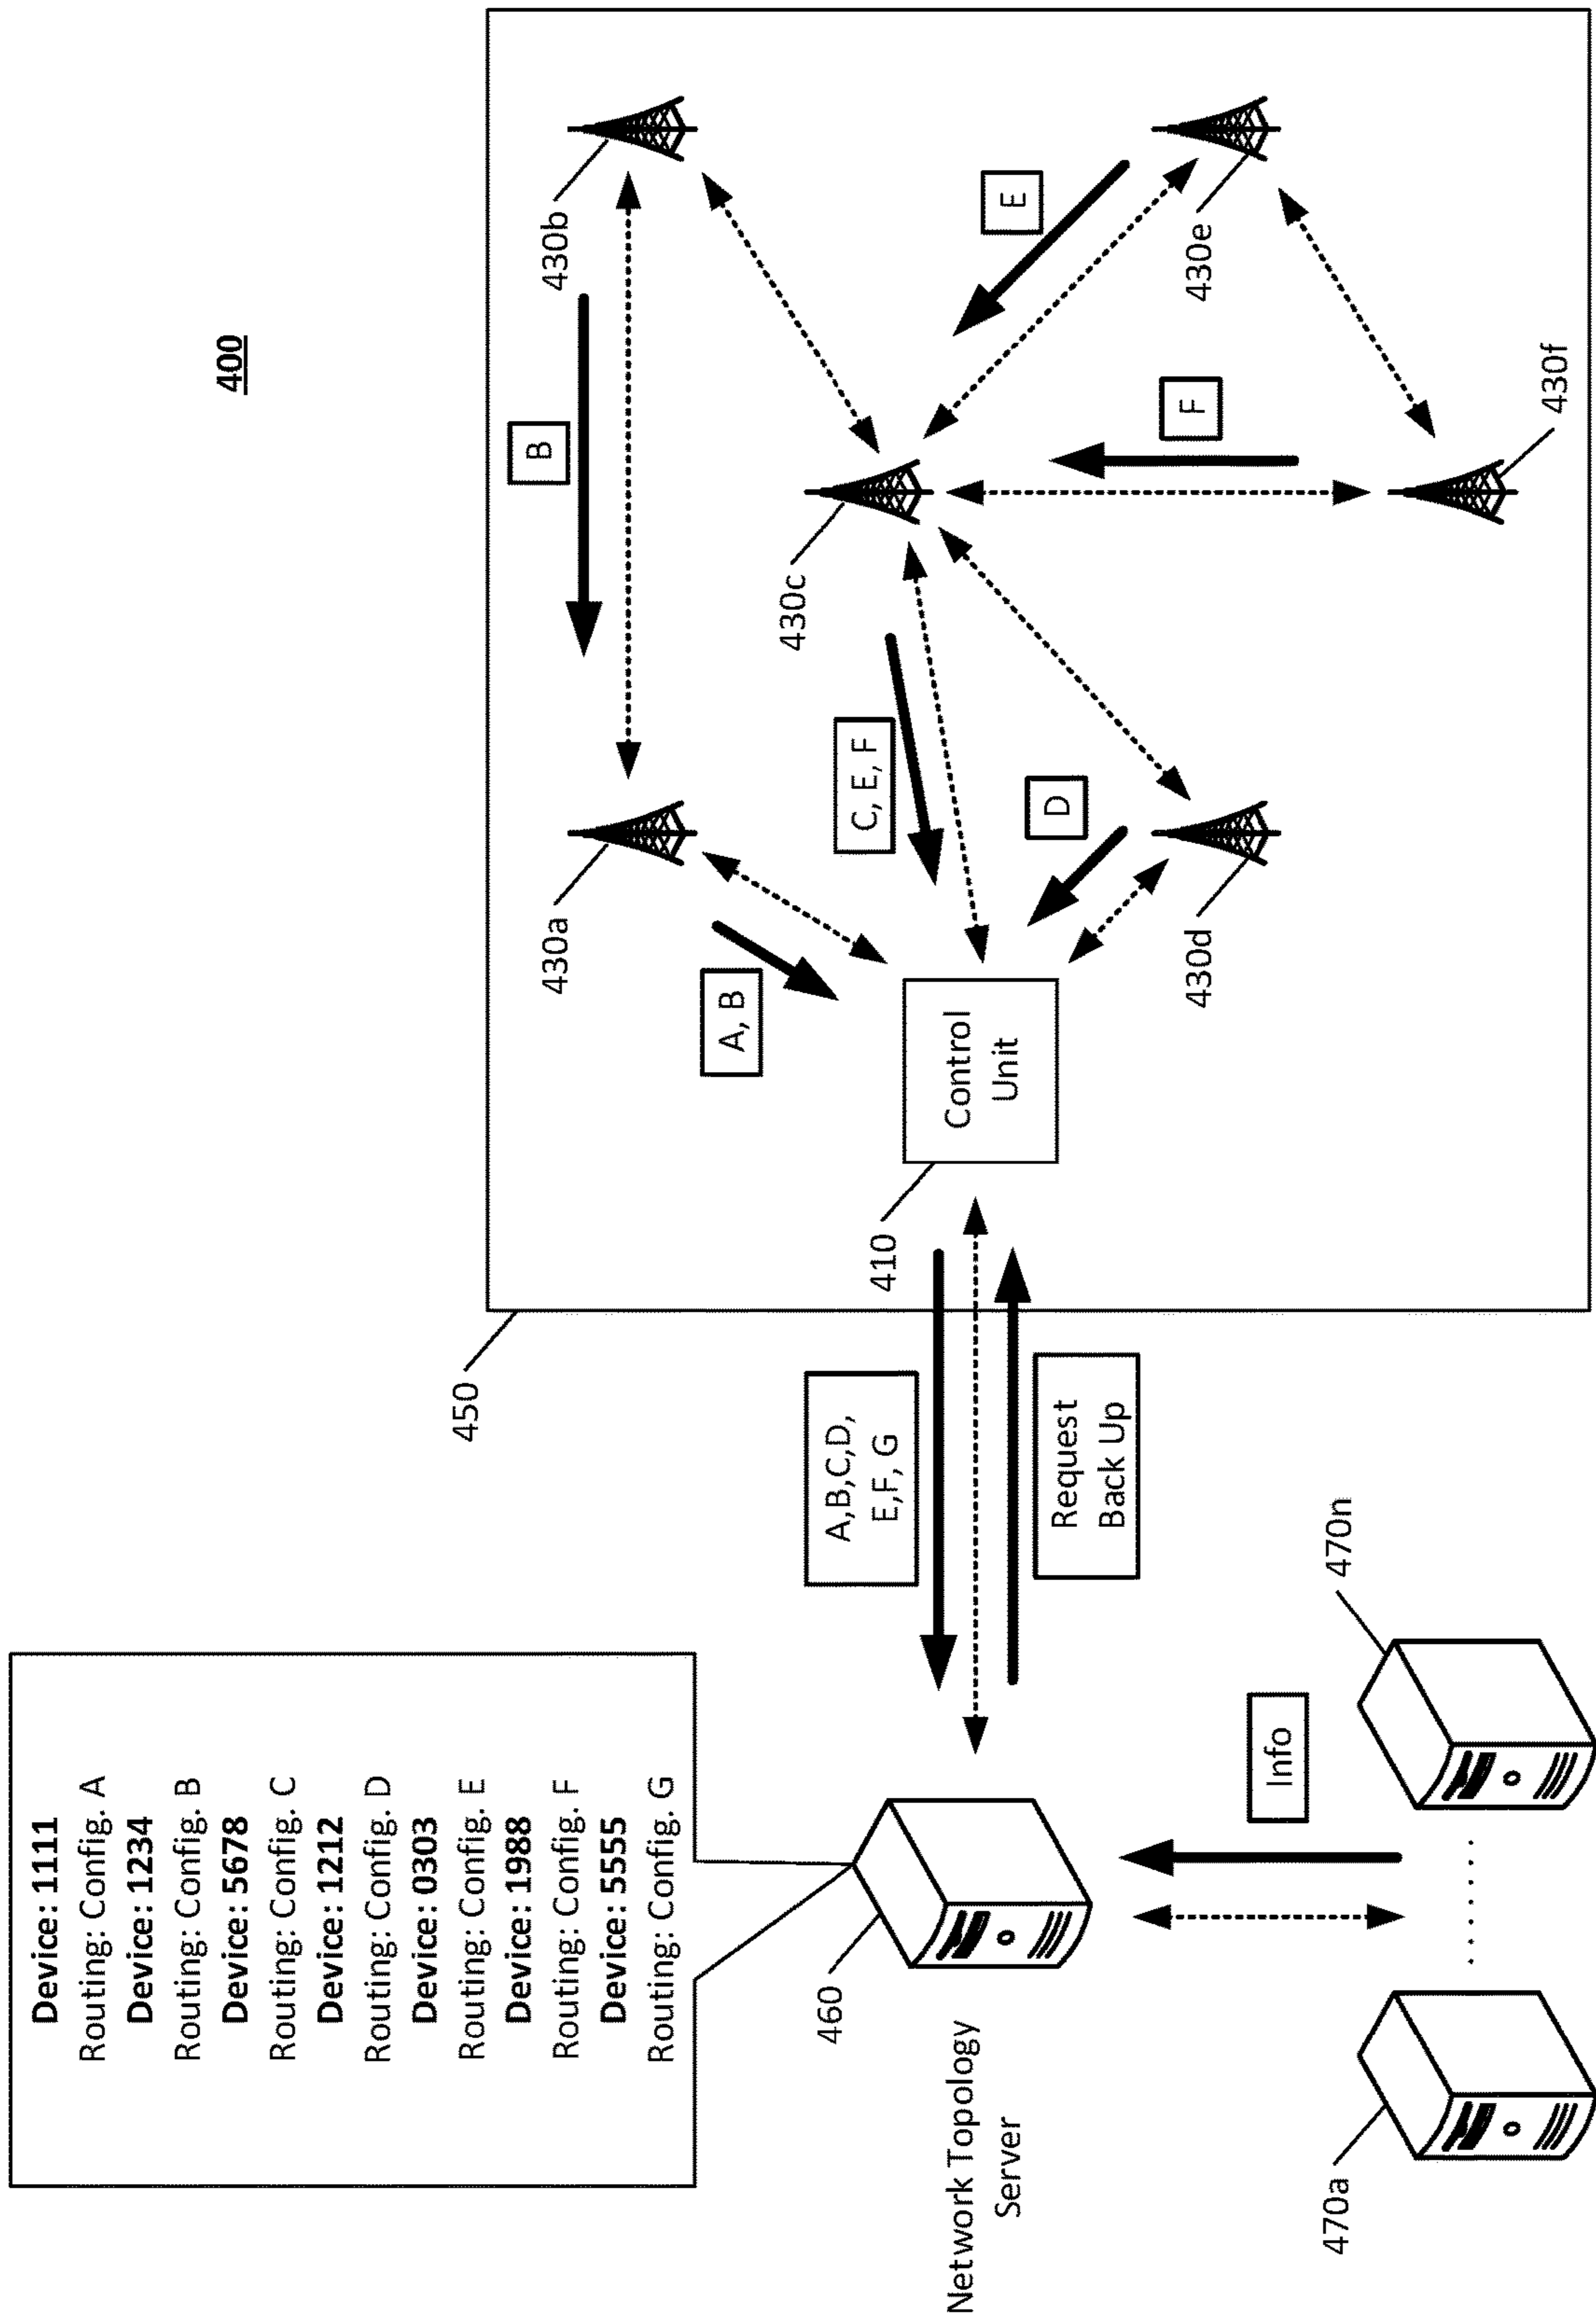 400
Device: 1111
Routing: Config. A
Device: 1234
Routing: Config. B
Device: 5678
Routing: Config. C
Device: 1212
Routing: Config. D
Device: 0303
Routing: Config. E
Device: 1988
Routing: Config. F
Device: 5555
Routing: Config. G
460
Network Topology
Server
470a
......
470n
Info
A,B,C,D,
E,F, G
Request
Back Up
450
410
Control
Unit
A, B
430a
B
430b
C, E, F
430c
D
430d
E
430e
F
430f